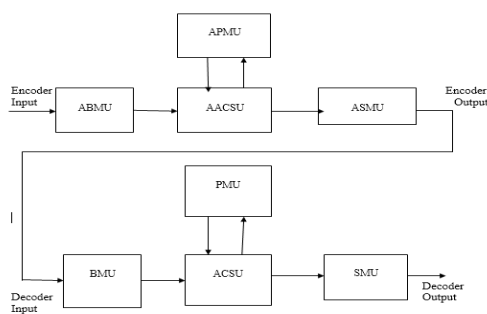 APMU
Encoder
Input
ABMU
AACSU
ASMU
Encoder
Output
PMU
BMU
ACSU
SMU
Decoder
Input
Decoder
Output